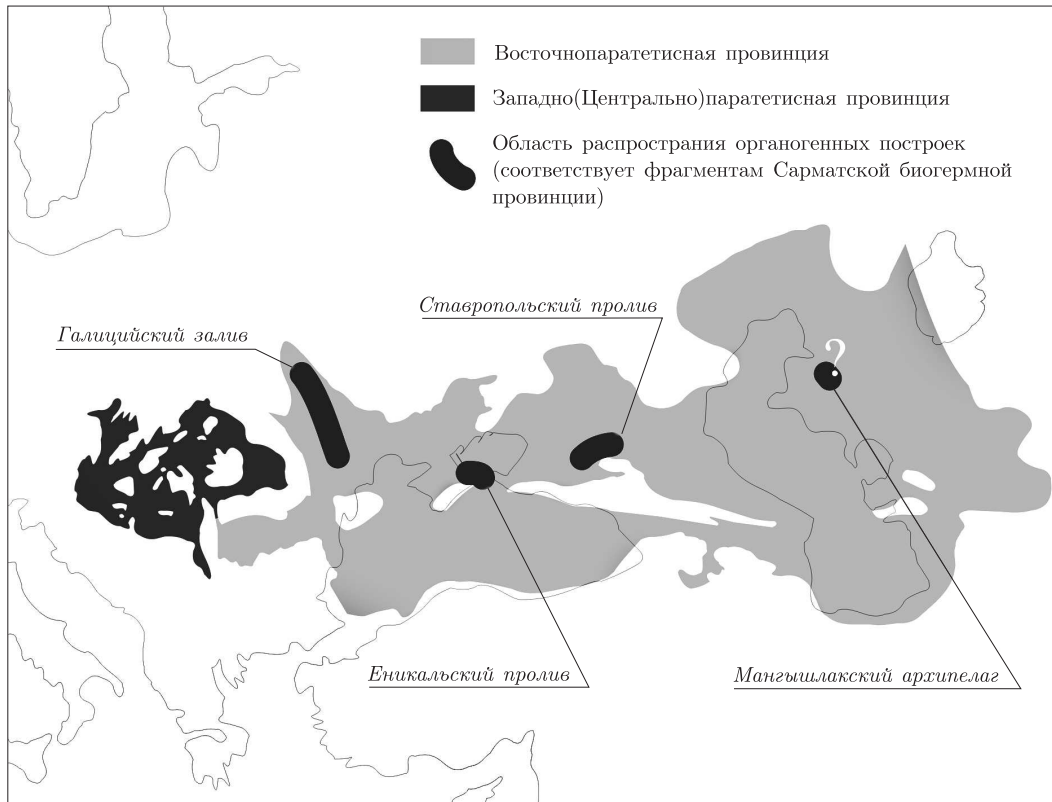 Восточнопаратетисная провинция
Западно(Центрально)паратетисная провинция
Область распространия органогенных построек
(соответствует фрагментам Сарматской биогермной
провинции)
Ставропольский пролив
Галицийский залив
?
Еникальский пролив
Мангышлакский архипелаг